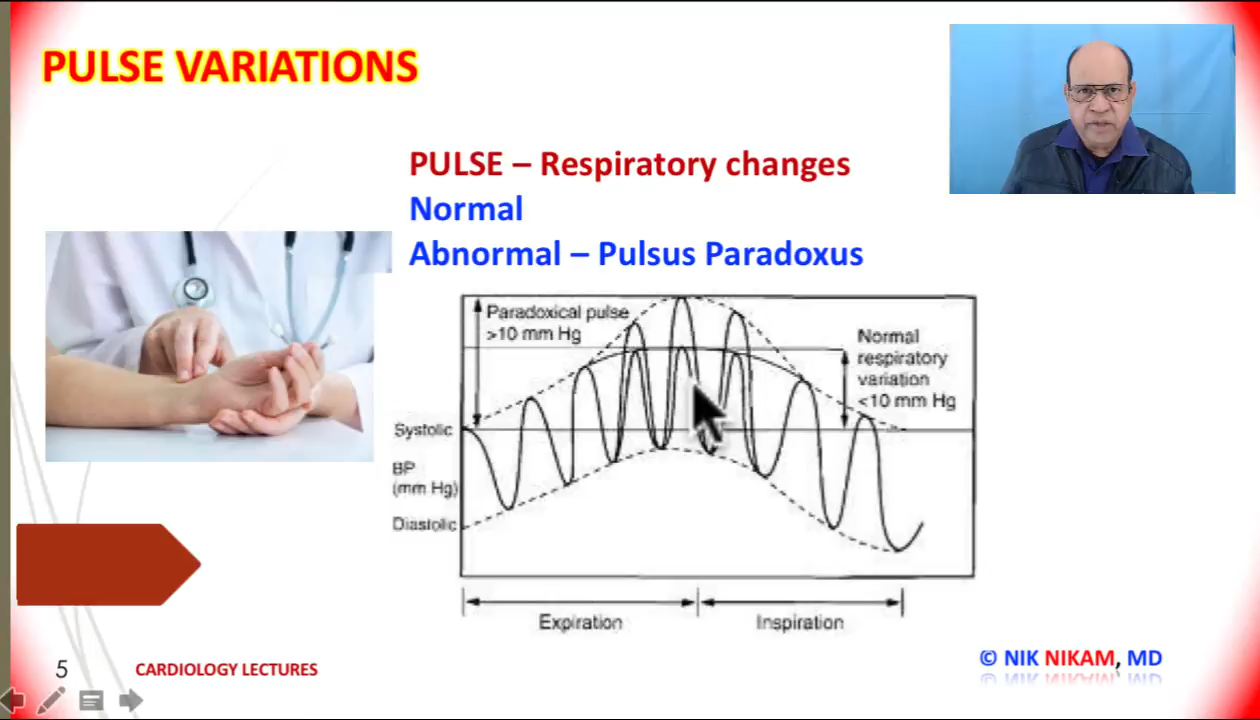 PULSE VARIATIONS
PULSE – Respiratory changes
Normal
Abnormal – Pulsus Paradoxus
Paradoxical pulse
>10 mm Hg
Normal
respiratory
variation
<10 mm Hg
Systolic
BP
(mm Hg)
Diastolic
Expiration
Inspiration
5
CARDIOLOGY LECTURES
© NIK NIKAM, MD